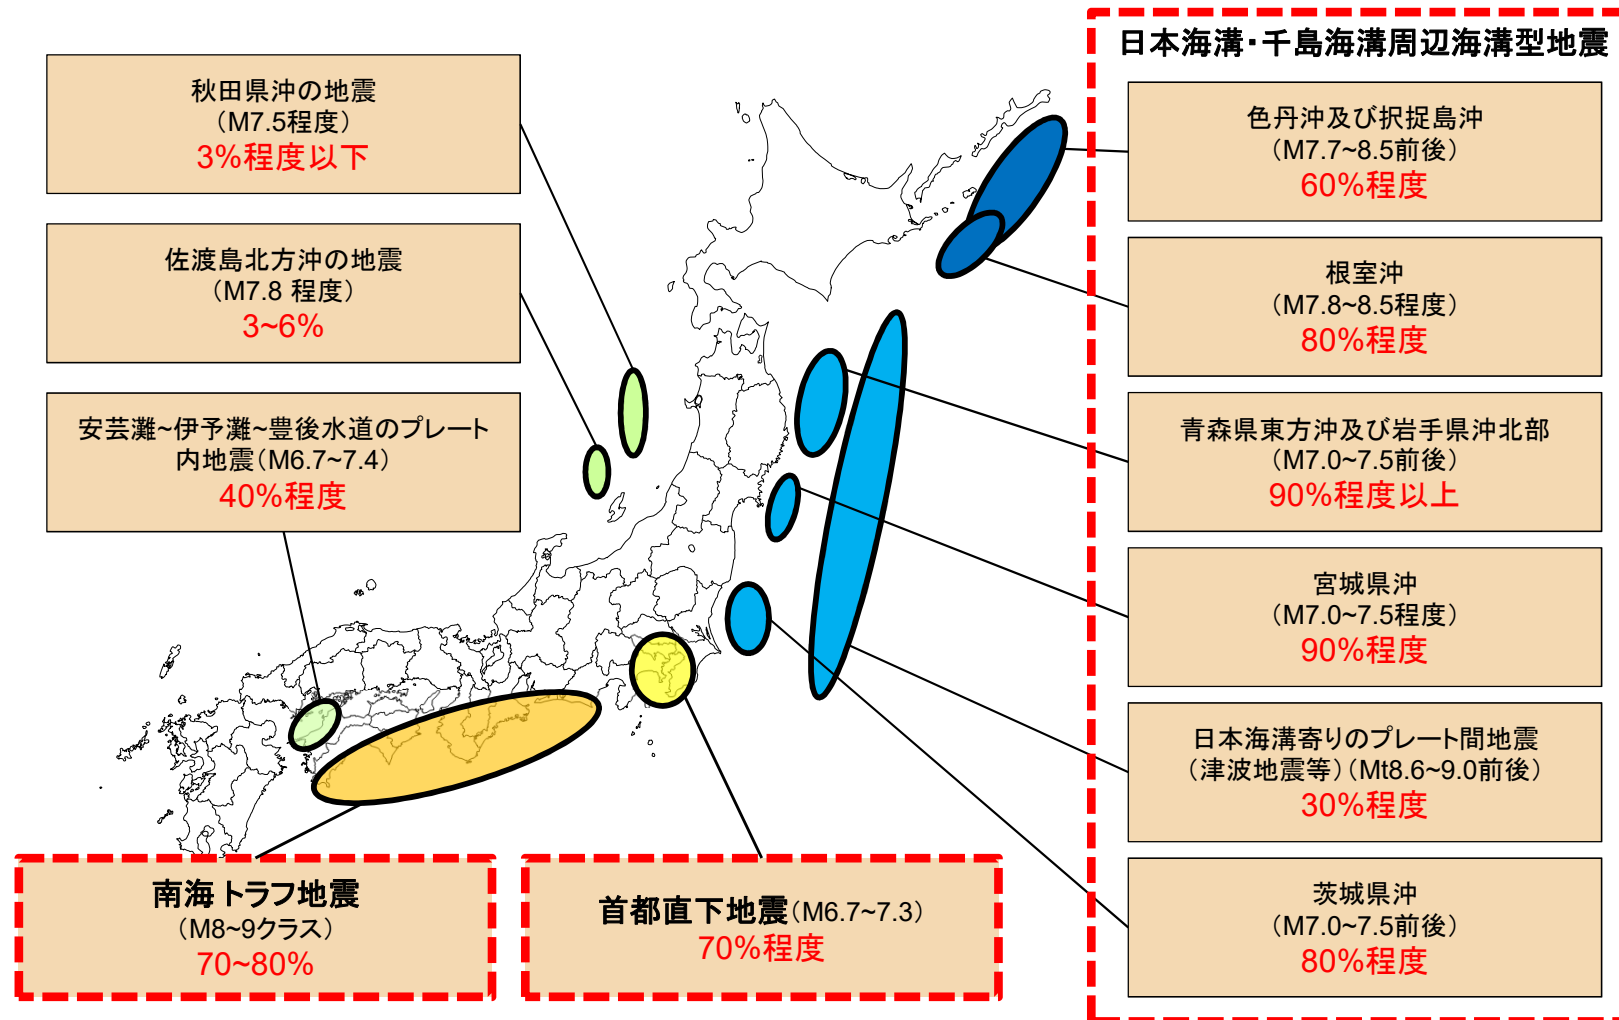 秋田県沖の地震
（M7.5程度）
3%程度以下
佐渡島北方沖の地震
（M7.8 程度）
3~6%
安芸灘~伊予灘~豊後水道のプレート
内地震（M6.7~7.4）
40%程度
南海トラフ地震
（M8~9クラス）
70~80%
首都直下地震（M6.7~7.3）
70%程度
日本海溝・千島海溝周辺海溝型地震
色丹沖及び択捉島沖
（M7.7~8.5前後）
60%程度
根室沖
（M7.8~8.5程度）
80%程度
青森県東方沖及び岩手県沖北部
（M7.0~7.5前後）
90%程度以上
宮城県沖
（M7.0~7.5程度）
90%程度
日本海溝寄りのプレート間地震
（津波地震等）（Mt8.6~9.0前後）
30%程度
茨城県沖
（M7.0~7.5前後）
80%程度